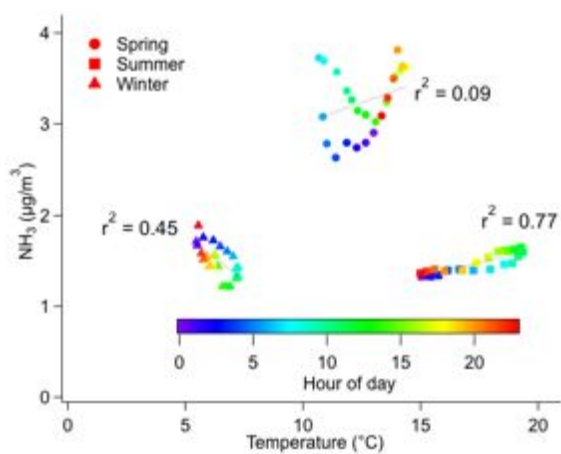 4
3
2
1
0
NH₃ (µg/m³)
Spring
Summer
Winter
r² = 0.09
r² = 0.45
r² = 0.77
0 5 10 15 20
Hour of day
0 5 10 15 20
Temperature (°C)